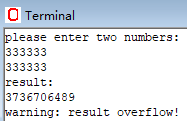 Terminal
please enter two numbers:
333333
333333
result:
3736706489
warning: result overflow!